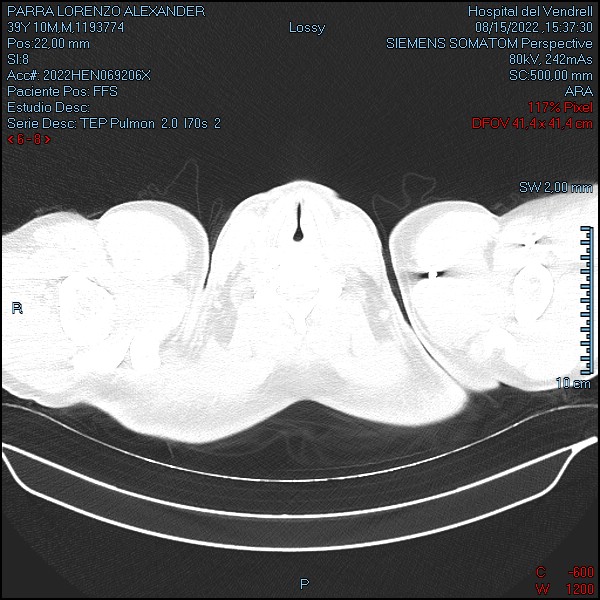 PARRA LORENZO ALEXANDER
39Y 10M,M,1193774
Pos:22,00 mm
SI:8
Acc#: 2022HEN069206X
Paciente Pos: FFS
Estudio Desc:
Serie Desc: TEP Pulmon 2.0 I70s 2
< 6 - 8 >
Lossy
Hospital del Vendrell
08/15/2022 ,15:37:30
SIEMENS SOMATOM Perspective
80kV, 242mAs
SC:500,00 mm
ARA
117% Pixel
DFOV 41,4 x 41,4 cm
SW 2.00 mm
R
10 cm
P
C -600
W 1200